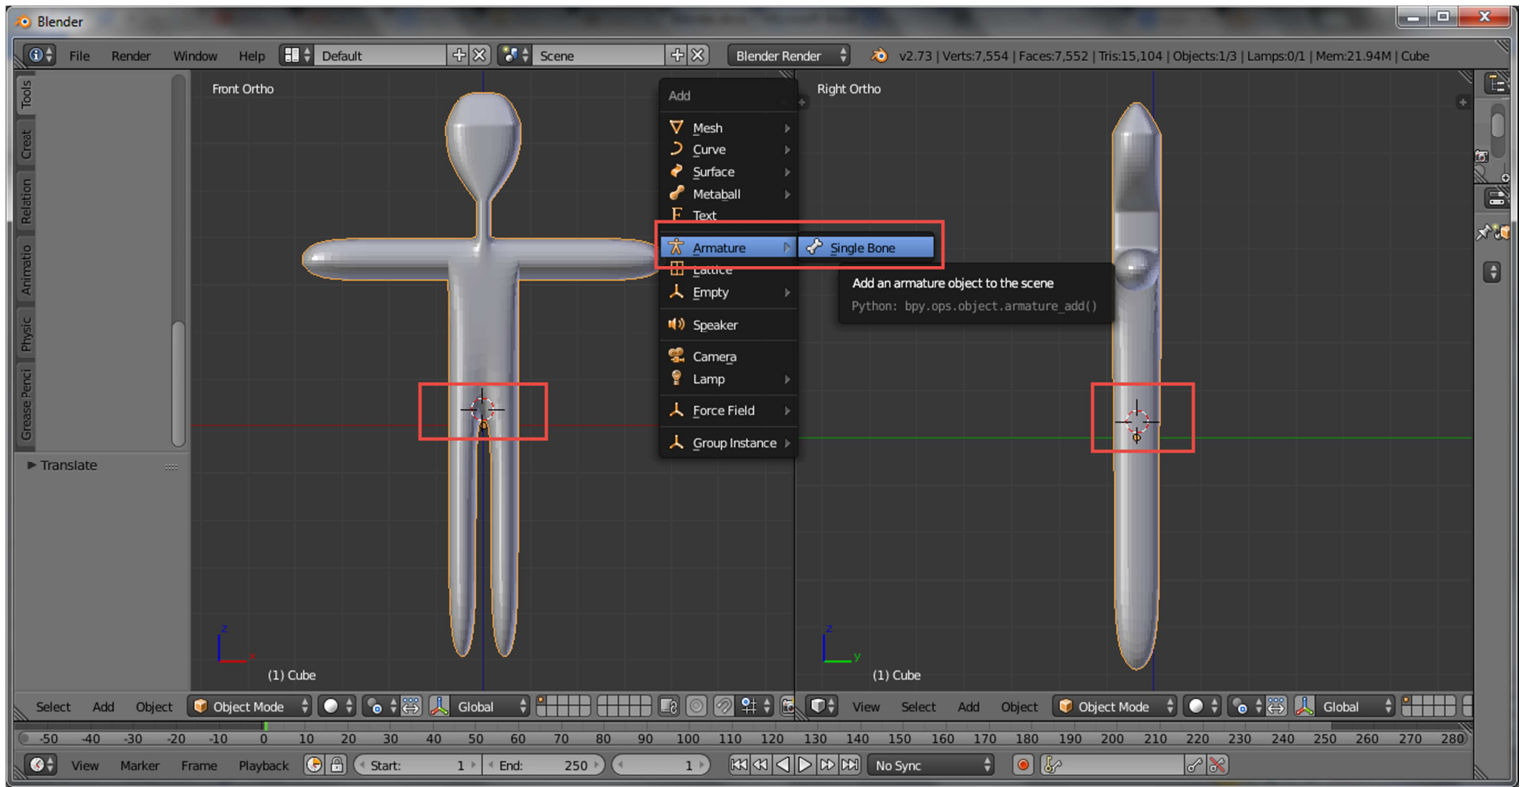 Blender
File Render Window Help Default Scene Blender Render v2.73 | Verts:7,554 | Faces:7,552 | Tris:15,104 | Objects:1/3 | Lamps:0/1 | Mem:21.94M | Cube
Tools
Creat
Relation
Animatio
Physic
Grease Penci
Translate
Front Ortho
Add
Mesh
Curve
Surface
Metaball
Text
Armature
Single Bone
Lattice
Empty
Speaker
Camera
Lamp
Force Field
Group Instance
Add an armature object to the scene
Python: bpy.ops.object.armature_add()
Right Ortho
z
x
(1) Cube
z
y
(1) Cube
Select Add Object Object Mode Global
View Select Add Object Object Mode Global
-50 -40 -30 -20 -10 0 10 20 30 40 50 60 70 80 90 100 110 120 130 140 150 160 170 180 190 200 210 220 230 240 250 260 270 280
View Marker Frame Playback Start: 1 End: 250 1 No Sync